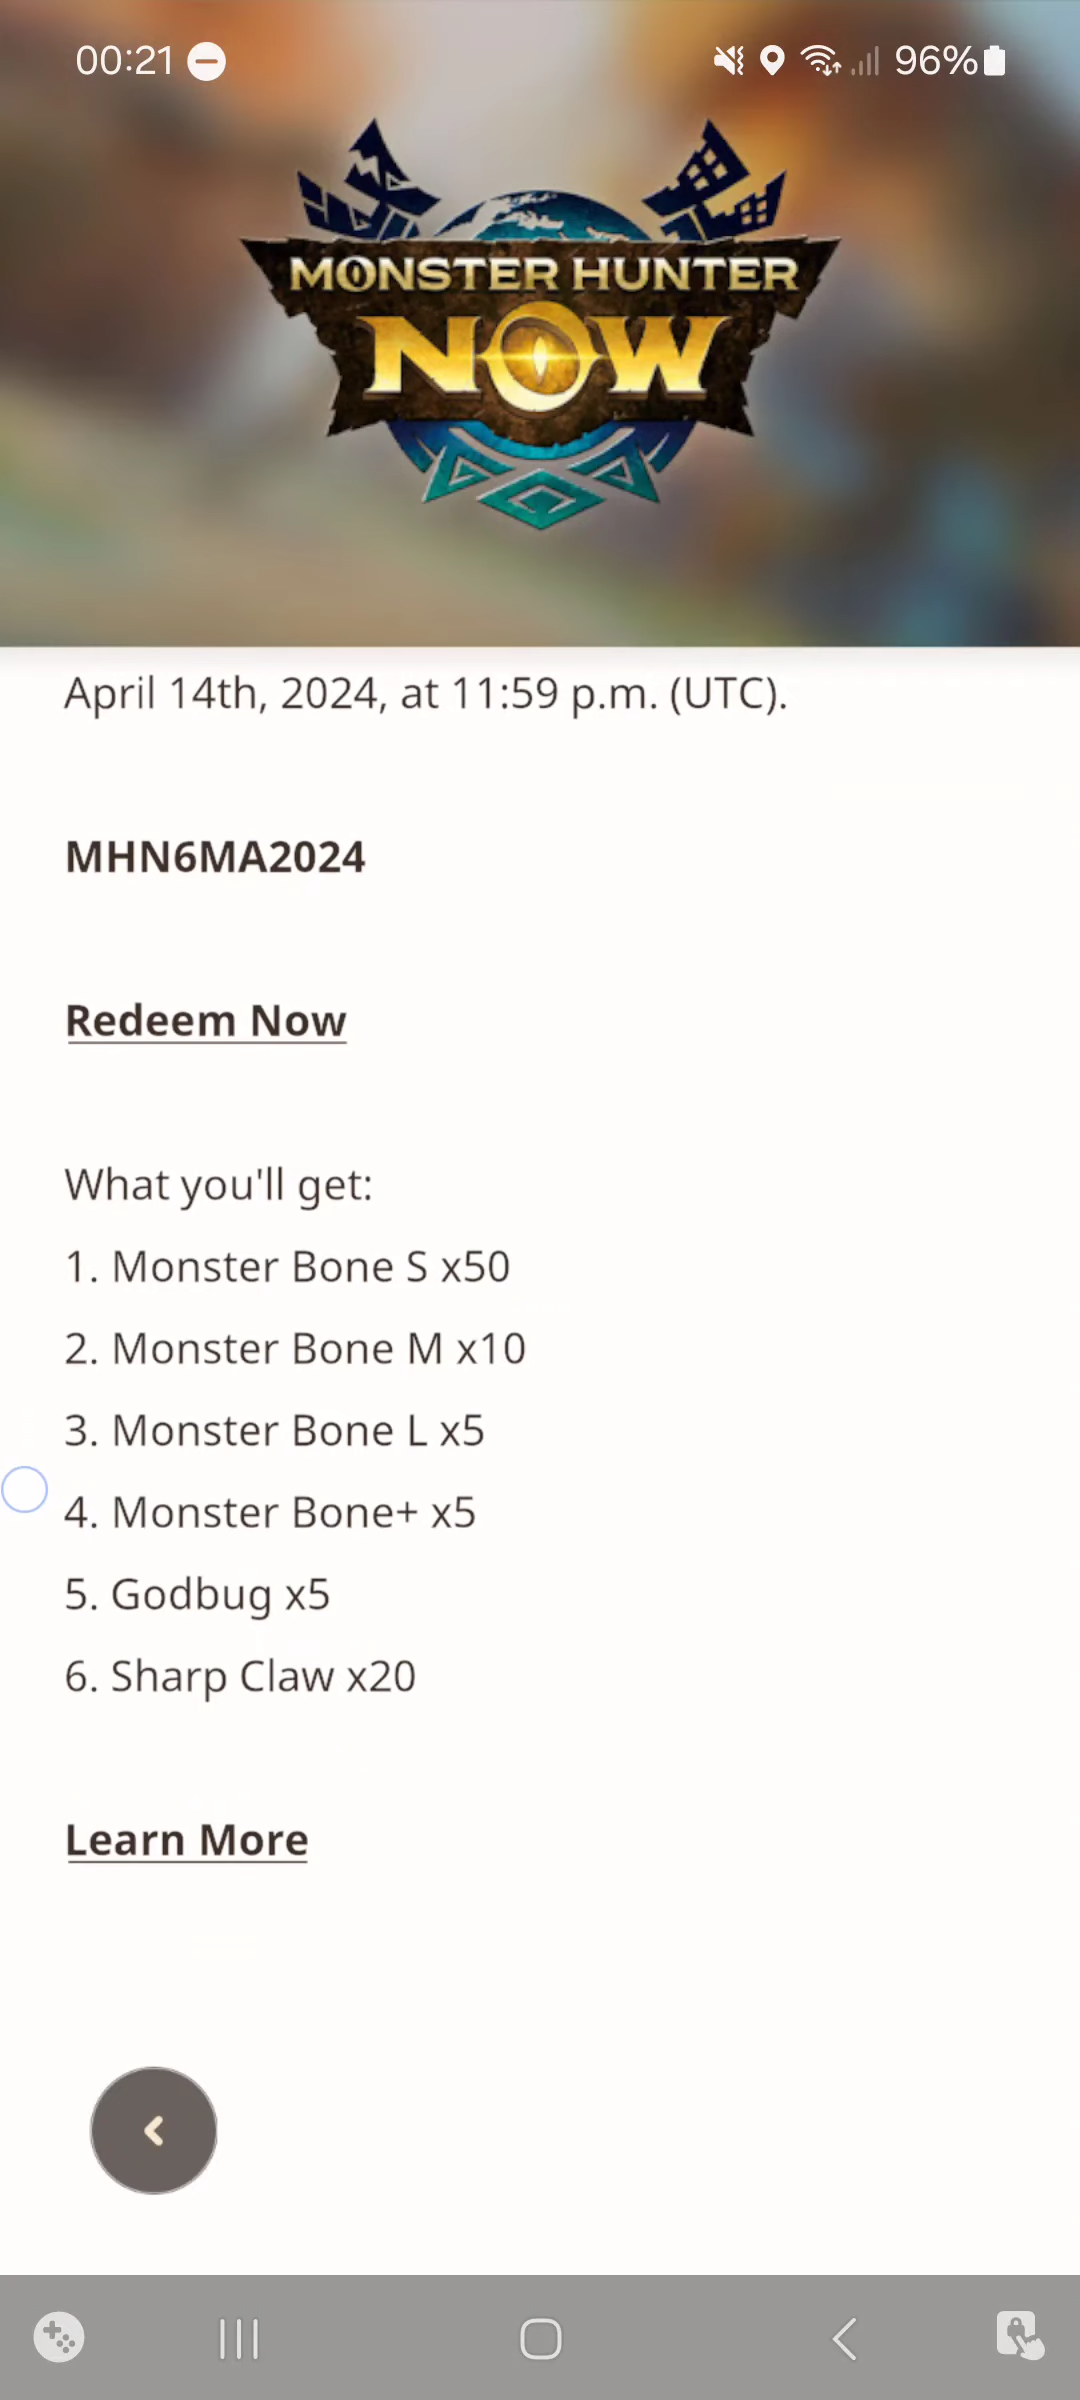 00:21
96%
MONSTER HUNTER
NOW
April 14th, 2024, at 11:59 p.m. (UTC).
MHN6MA2024
Redeem Now
What you'll get:
1. Monster Bone S x50
2. Monster Bone M x10
3. Monster Bone L x5
4. Monster Bone+ x5
5. Godbug x5
6. Sharp Claw x20
Learn More